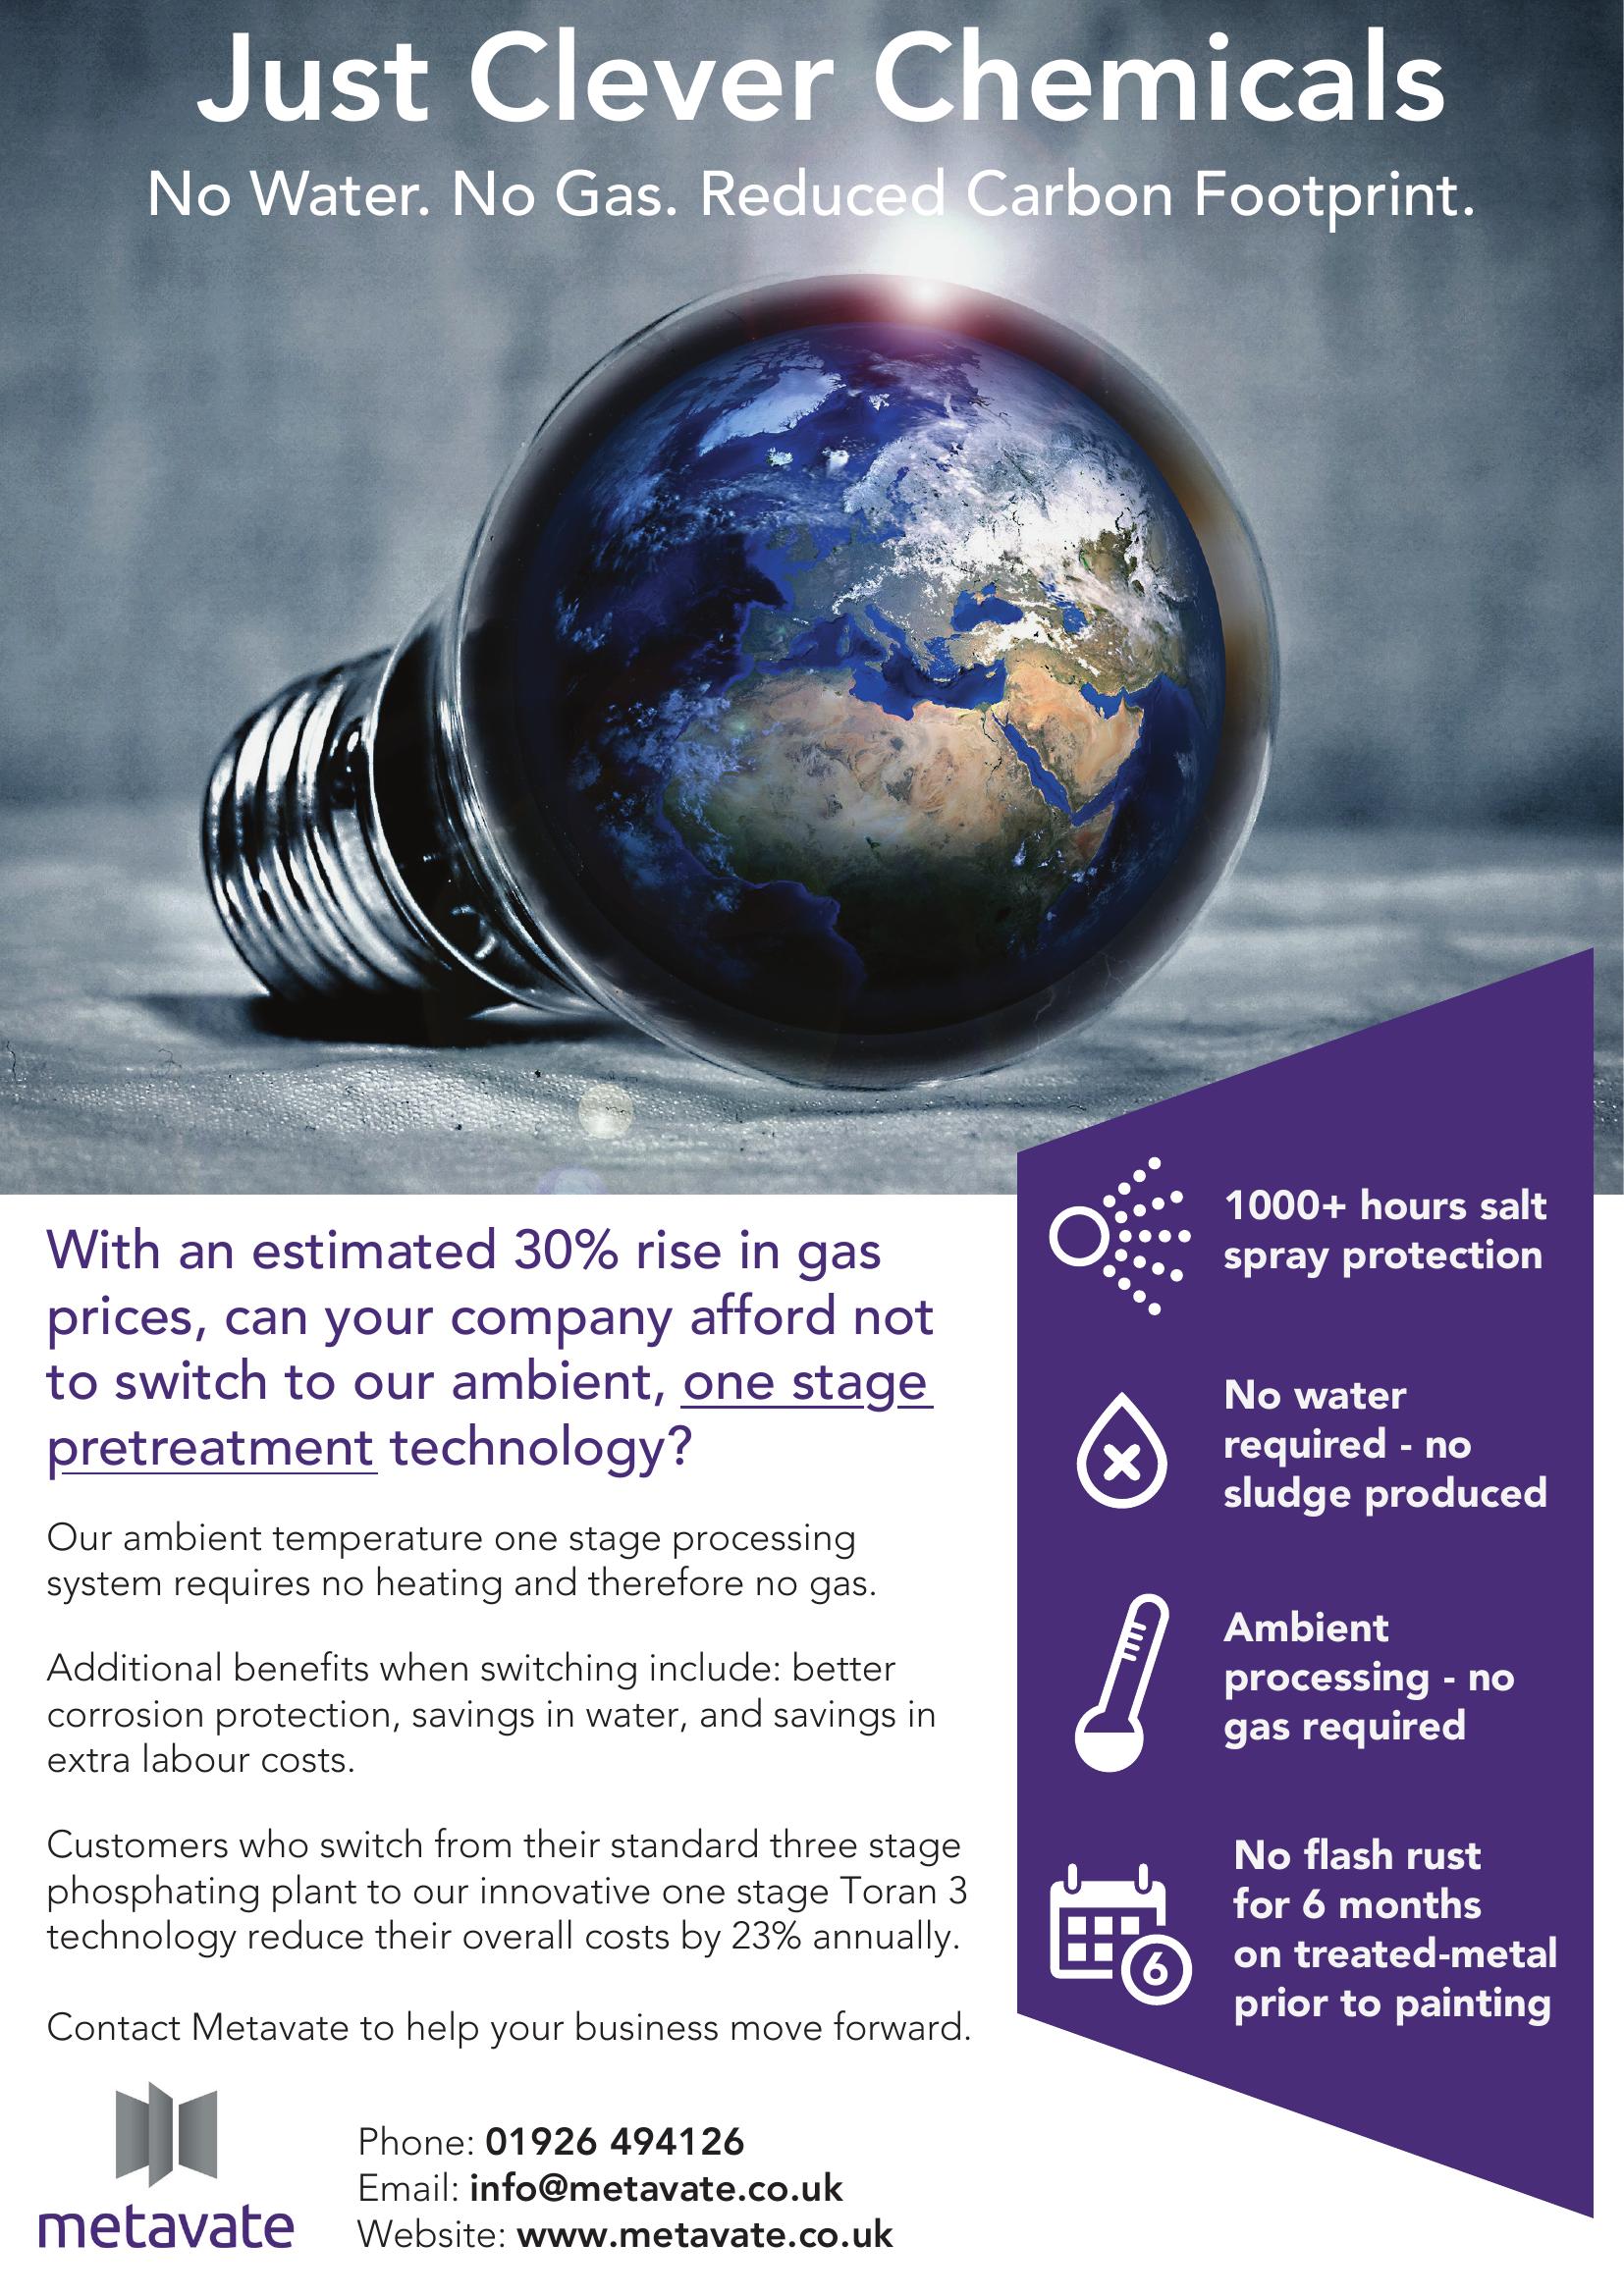 Just Clever Chemicals
No Water. No Gas. Reduced Carbon Footprint.
With an estimated 30% rise in gas
prices, can your company afford not
to switch to our ambient, one stage
pretreatment technology?
Our ambient temperature one stage processing
system requires no heating and therefore no gas.
Additional benefits when switching include: better
corrosion protection, savings in water, and savings in
extra labour costs.
Customers who switch from their standard three stage
phosphating plant to our innovative one stage Toran 3
technology reduce their overall costs by 23% annually.
Contact Metavate to help your business move forward.
1000+ hours salt
spray protection
No water
required - no
sludge produced
Ambient
processing - no
gas required
6
No flash rust
for 6 months
on treated-metal
prior to painting
metavate
Phone: 01926 494126
Email: info@metavate.co.uk
Website: www.metavate.co.uk